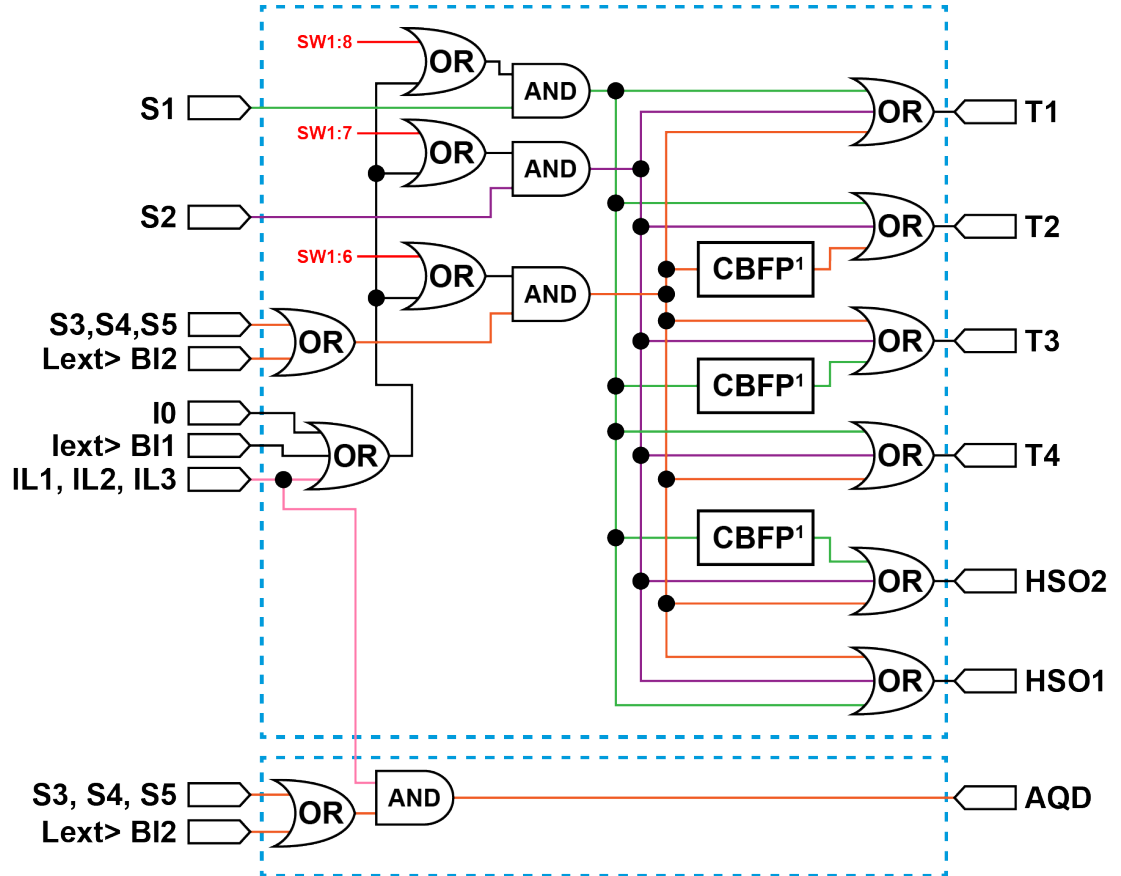 SW1:8
OR
AND
S1
OR
T1
SW1:7
OR
AND
S2
OR
T2
SW1:6
OR
CBFP¹
AND
S3,S4,S5
OR
Lext> BI2
OR
T3
CBFP¹
I0
Iext> BI1
OR
IL1, IL2, IL3
OR
T4
CBFP¹
OR
HSO2
OR
HSO1
S3, S4, S5
OR
AND
AQD
Lext> BI2